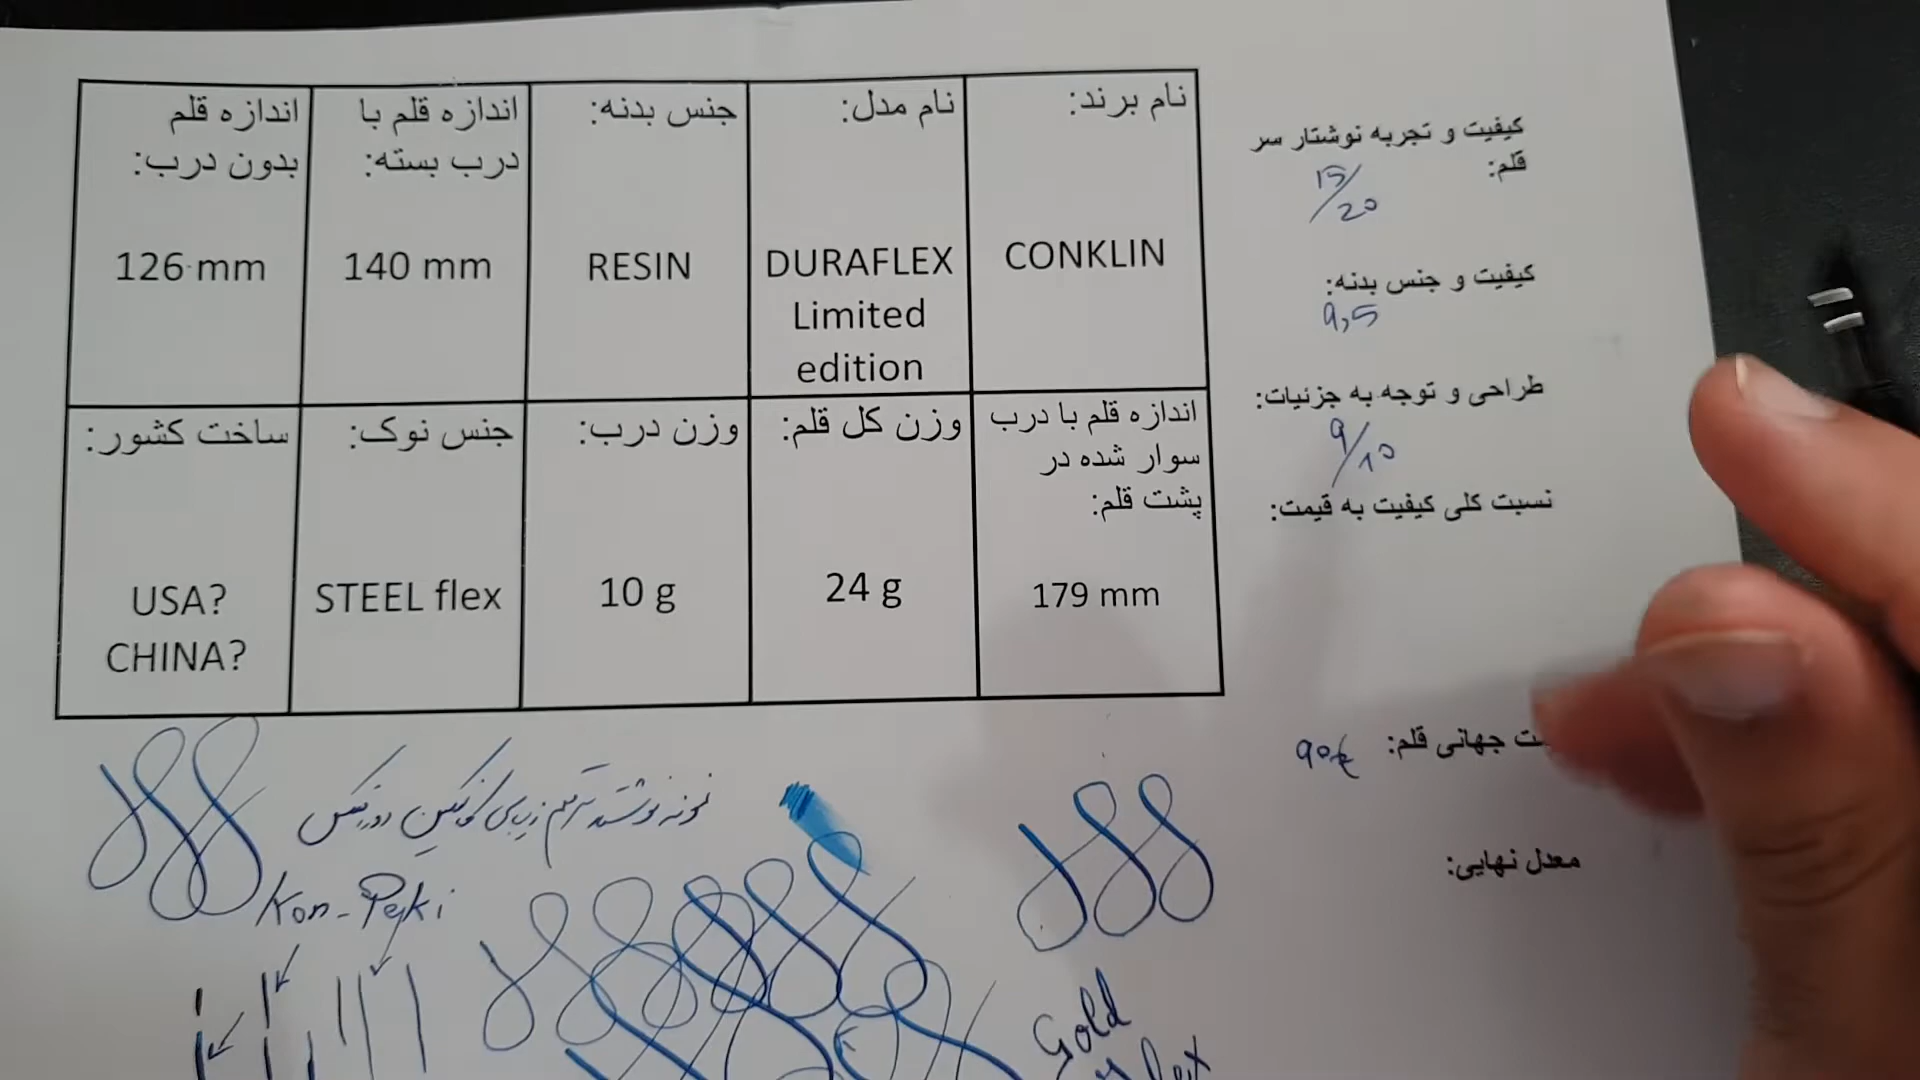 نام برند:
CONKLIN
نام مدل:
DURAFLEX
Limited
edition
جنس بدنه:
RESIN
اندازه قلم با
درب بسته:
140 mm
اندازه قلم
بدون درب:
126 mm
اندازه قلم با درب
سوار شده در
پشت قلم:
179 mm
وزن کل قلم:
24 g
وزن درب:
10 g
جنس نوک:
STEEL flex
ساخت کشور:
USA?
CHINA?
کیفیت و تجربه نوشتار سر
قلم:
15/20
کیفیت و جنس بدنه:
9,5
طراحی و توجه به جزئیات:
9/10
نسبت کلی کیفیت به قیمت:
جهانی قلم: 90€
معدل نهایی:
Kon-Peki
Gold